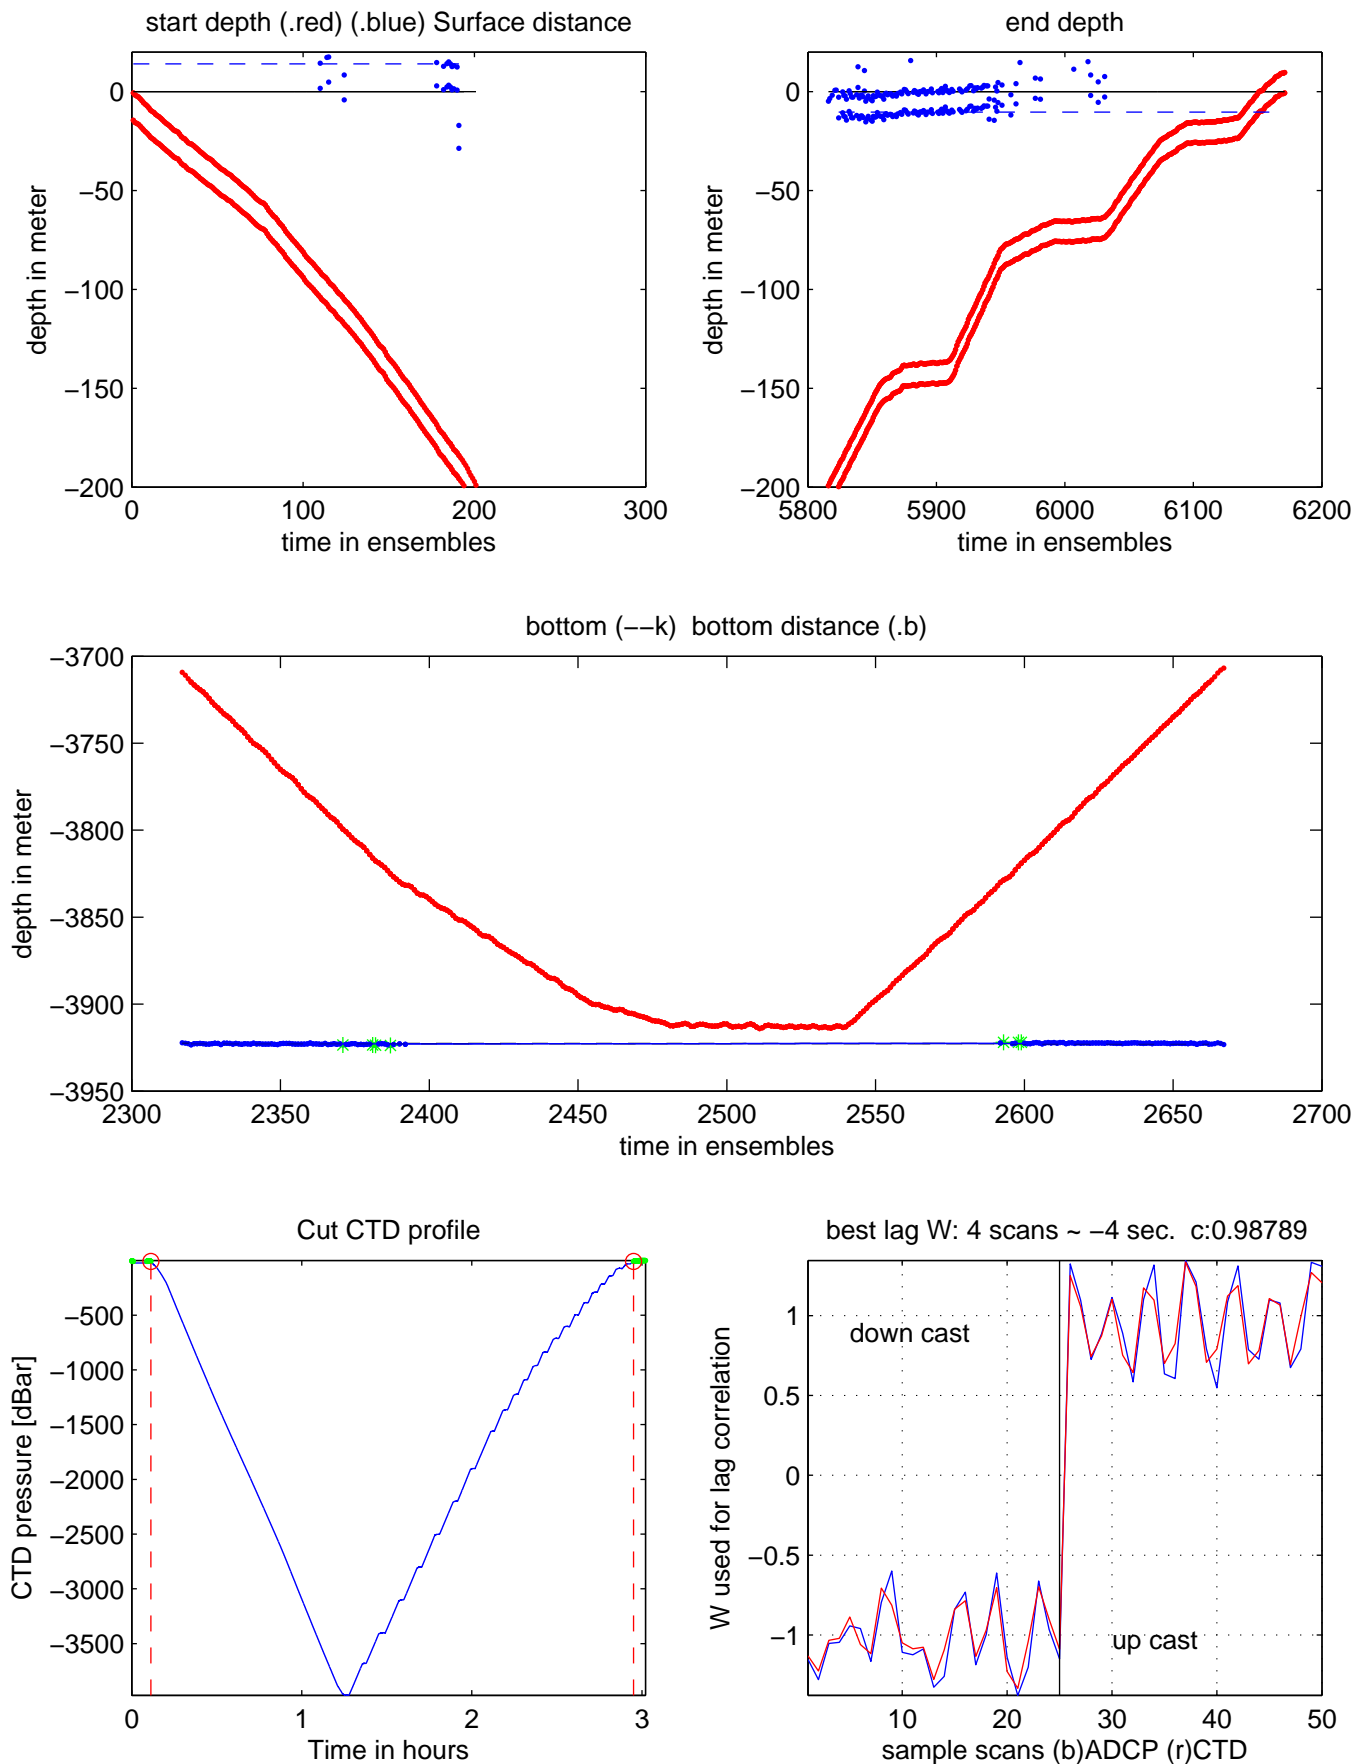 start depth (.red) (.blue) Surface distance
0
−50
−100
−150
−200
depth in meter
0 100 200 300
time in ensembles
end depth
0
−50
−100
−150
−200
depth in meter
5800 5900 6000 6100 6200
time in ensembles
bottom (−−k)  bottom distance (.b)
−3700
−3750
−3800
−3850
−3900
−3950
depth in meter
2300 2350 2400 2450 2500 2550 2600 2650 2700
time in ensembles
Cut CTD profile
−500
−1000
−1500
−2000
−2500
−3000
−3500
CTD pressure [dBar]
0 1 2 3
Time in hours
best lag W: 4 scans ~ −4 sec.  c:0.98789
1
0.5
0
−0.5
−1
W used for lag correlation
down cast
up cast
10 20 30 40 50
sample scans (b)ADCP (r)CTD